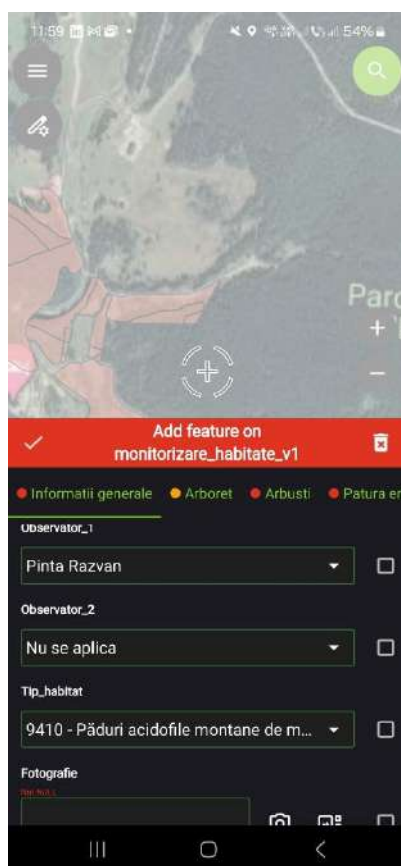 11:59
54%
Parc
Add feature on
monitorizare_habitate_v1
Informatii generale
Arboret
Arbusti
Patura er
Observator_1
Pinta Razvan
Observator_2
Nu se aplica
Tip_habitat
9410 - Păduri acidofile montane de m...
Fotografie